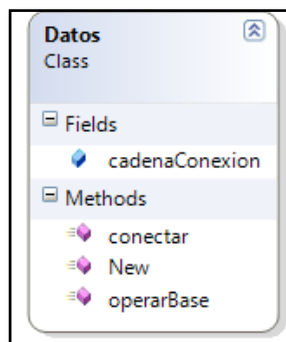 Datos
Class
Fields
cadenaConexion
Methods
conectar
New
operarBase